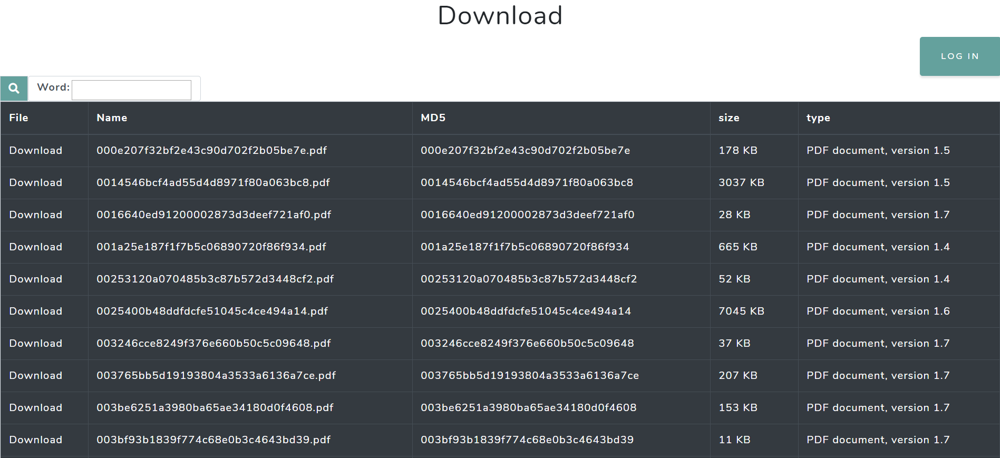 Download
LOG IN
Word:
File Name MD5 size type
Download 000e207f32bf2e43c90d702f2b05be7e.pdf 000e207f32bf2e43c90d702f2b05be7e 178 KB PDF document, version 1.5
Download 0014546bcf4ad55d4d8971f80a063bc8.pdf 0014546bcf4ad55d4d8971f80a063bc8 3037 KB PDF document, version 1.5
Download 0016640ed91200002873d3deef721af0.pdf 0016640ed91200002873d3deef721af0 28 KB PDF document, version 1.7
Download 001a25e187f1f7b5c06890720f86f934.pdf 001a25e187f1f7b5c06890720f86f934 665 KB PDF document, version 1.4
Download 00253120a070485b3c87b572d3448cf2.pdf 00253120a070485b3c87b572d3448cf2 52 KB PDF document, version 1.4
Download 0025400b48ddfdcfe51045c4ce494a14.pdf 0025400b48ddfdcfe51045c4ce494a14 7045 KB PDF document, version 1.6
Download 003246cce8249f376e660b50c5c09648.pdf 003246cce8249f376e660b50c5c09648 37 KB PDF document, version 1.7
Download 003765bb5d19193804a3533a6136a7ce.pdf 003765bb5d19193804a3533a6136a7ce 207 KB PDF document, version 1.7
Download 003be6251a3980ba65ae34180d0f4608.pdf 003be6251a3980ba65ae34180d0f4608 153 KB PDF document, version 1.7
Download 003bf93b1839f774c68e0b3c4643bd39.pdf 003bf93b1839f774c68e0b3c4643bd39 11 KB PDF document, version 1.7